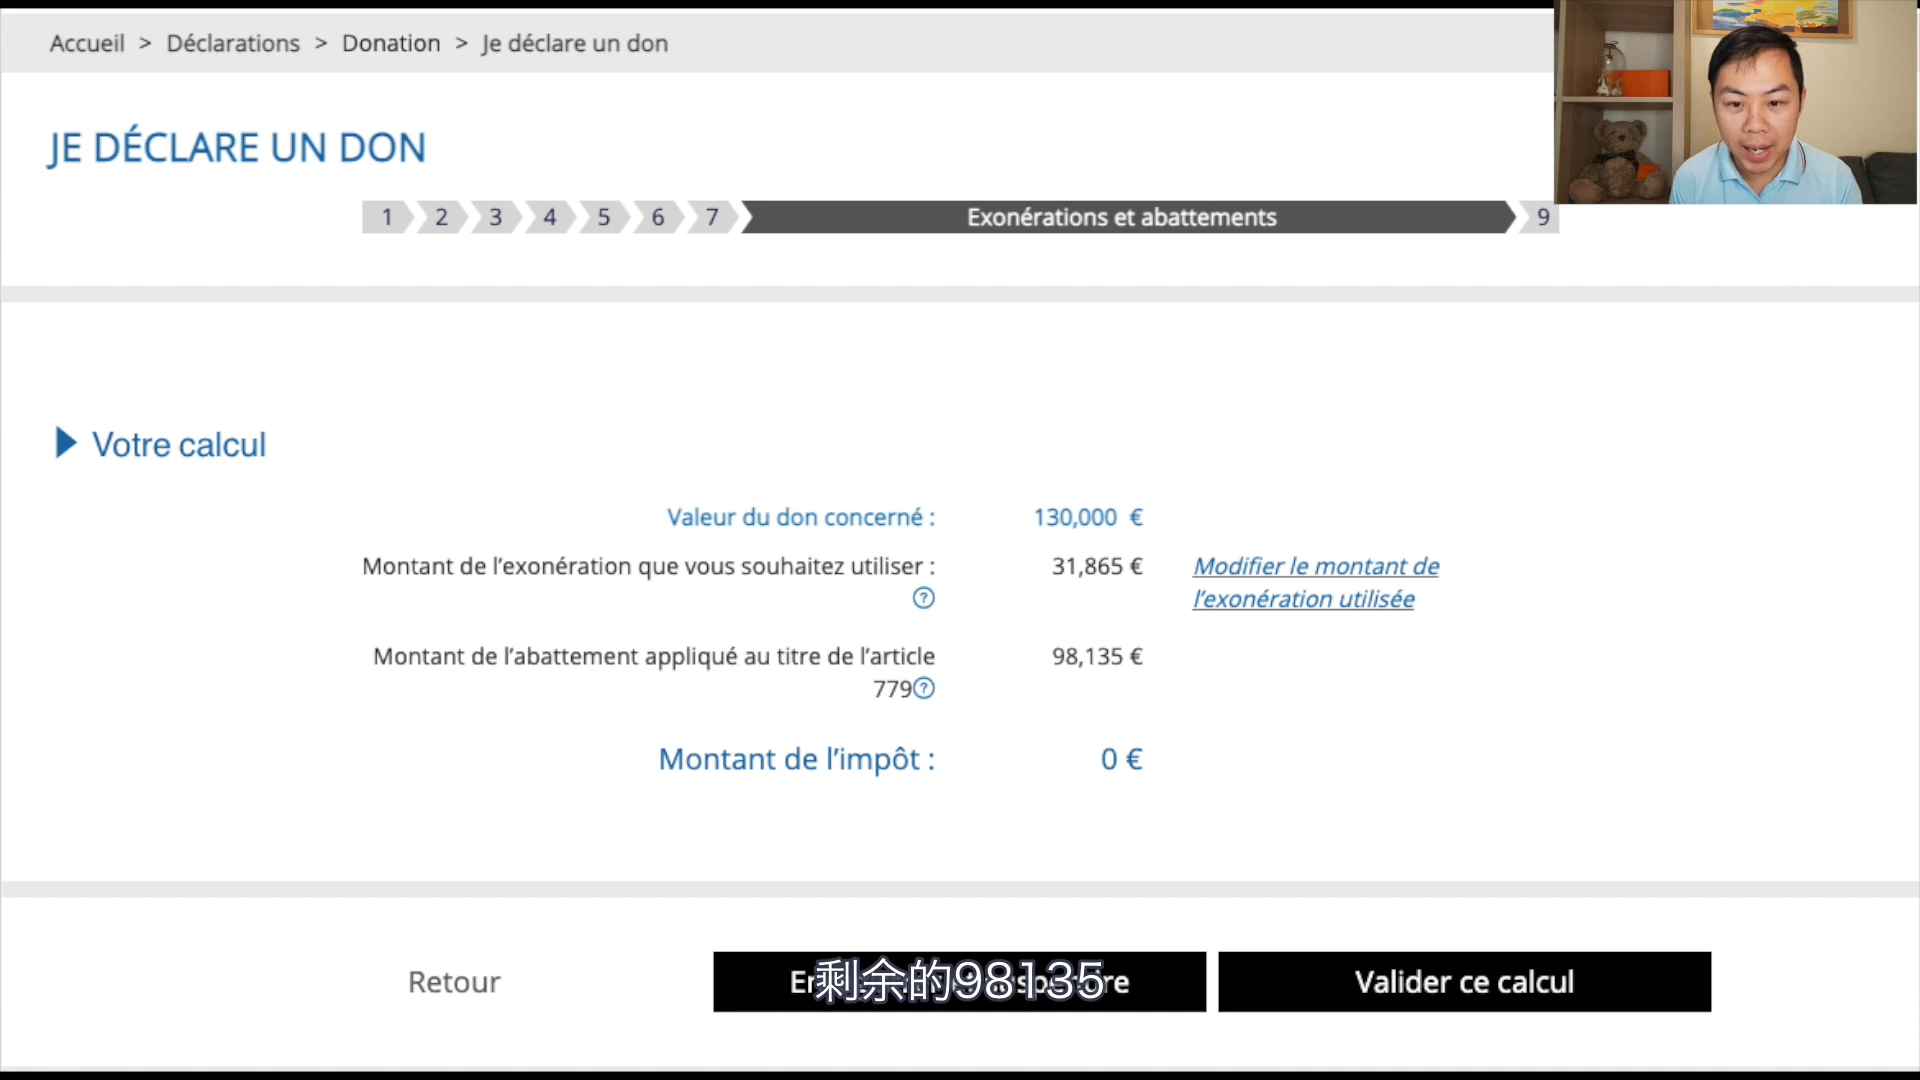 Accueil > Déclarations > Donation > Je déclare un don
JE DÉCLARE UN DON
1 2 3 4 5 6 7 Exonérations et abattements 9
Votre calcul
Valeur du don concerné : 130,000 €
Montant de l'exonération que vous souhaitez utiliser : 31,865 € Modifier le montant de
? l'exonération utilisée
Montant de l'abattement appliqué au titre de l'article 98,135 €
779 ?
Montant de l'impôt : 0 €
Retour
剩余的98135
Valider ce calcul